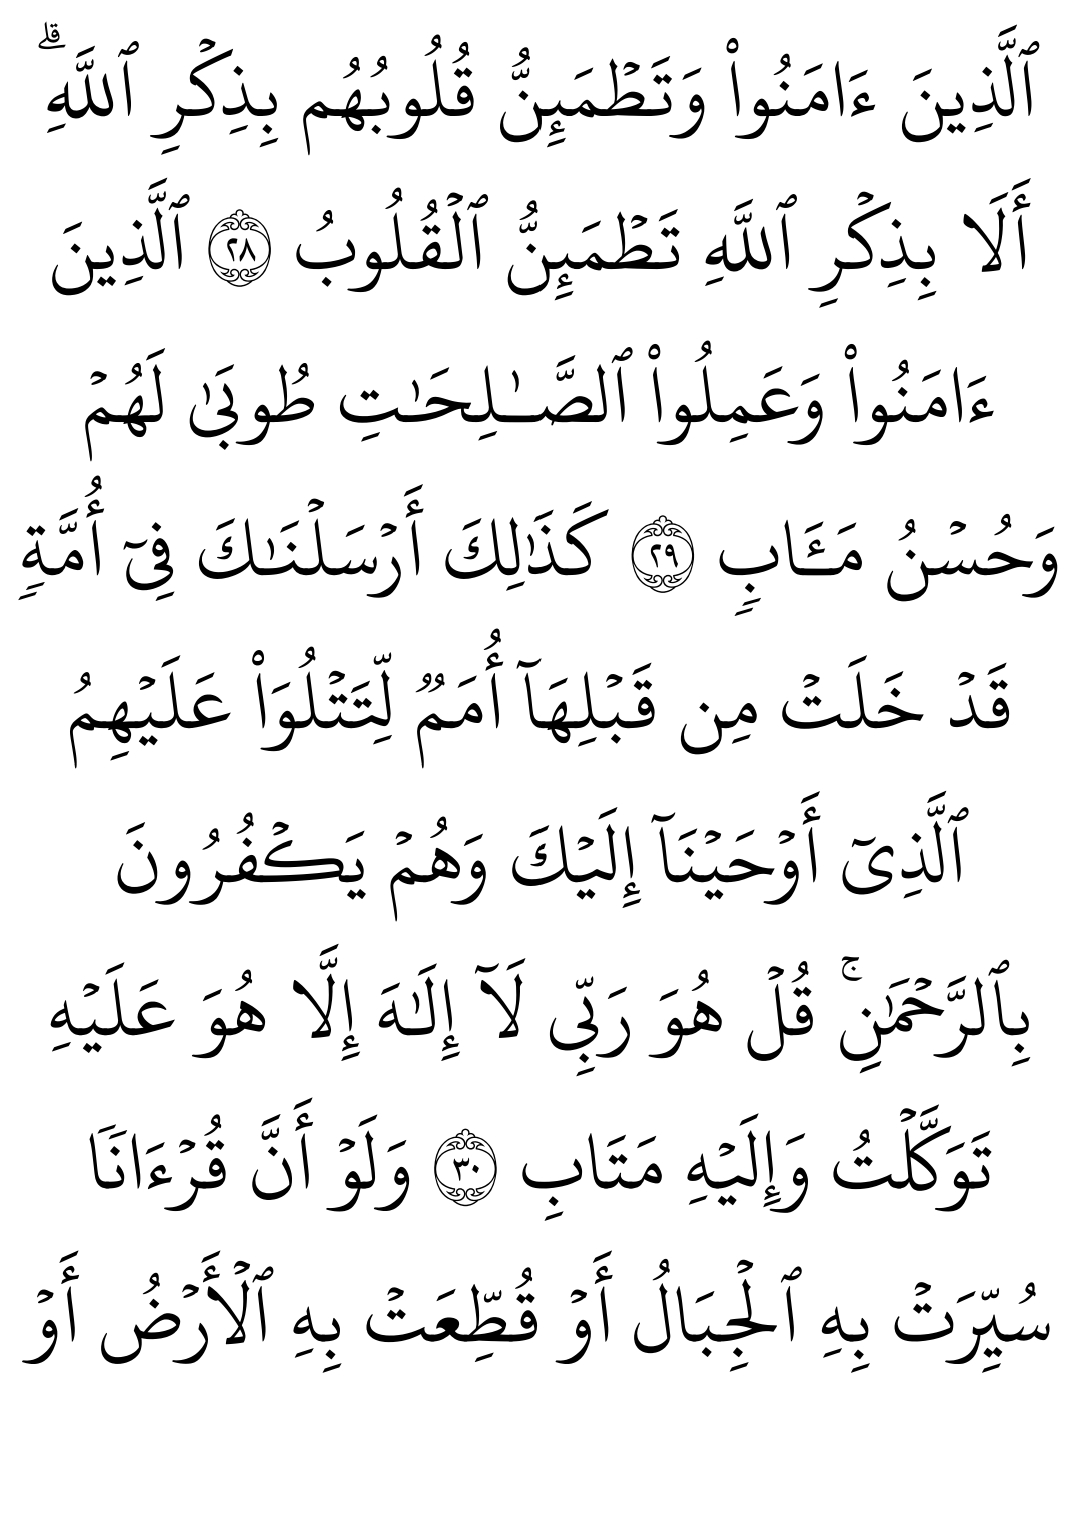 ٱلَّذِينَ ءَامَنُوا۟ وَتَطْمَئِنُّ قُلُوبُهُم بِذِكْرِ ٱللَّهِ ۗ
أَلَا بِذِكْرِ ٱللَّهِ تَطْمَئِنُّ ٱلْقُلُوبُ ٢٨ ٱلَّذِينَ
ءَامَنُوا۟ وَعَمِلُوا۟ ٱلصَّـٰلِحَـٰتِ طُوبَىٰ لَهُمْ
وَحُسْنُ مَـَٔابٍ ٢٩ كَذَٰلِكَ أَرْسَلْنَـٰكَ فِىٓ أُمَّةٍ
قَدْ خَلَتْ مِن قَبْلِهَآ أُمَمٌ لِّتَتْلُوَا۟ عَلَيْهِمُ
ٱلَّذِىٓ أَوْحَيْنَآ إِلَيْكَ وَهُمْ يَكْفُرُونَ
بِٱلرَّحْمَـٰنِ ۚ قُلْ هُوَ رَبِّى لَآ إِلَـٰهَ إِلَّا هُوَ عَلَيْهِ
تَوَكَّلْتُ وَإِلَيْهِ مَتَابِ ٣٠ وَلَوْ أَنَّ قُرْءَانًا
سُيِّرَتْ بِهِ ٱلْجِبَالُ أَوْ قُطِّعَتْ بِهِ ٱلْأَرْضُ أَوْ